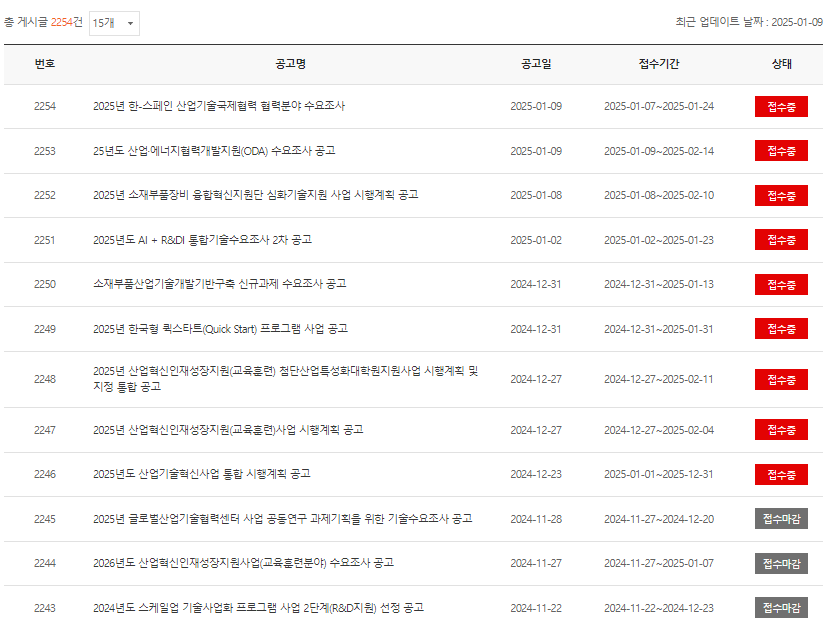 총 게시글 2254건 15개 최근 업데이트 날짜 : 2025-01-09
번호 공고명 공고일 접수기간 상태
2254 2025년 한-스페인 산업기술국제협력 협력분야 수요조사 2025-01-09 2025-01-07~2025-01-24 접수중
2253 25년도 산업·에너지협력개발지원(ODA) 수요조사 공고 2025-01-09 2025-01-09~2025-02-14 접수중
2252 2025년 소재부품장비 융합혁신지원단 심화기술지원 사업 시행계획 공고 2025-01-08 2025-01-08~2025-02-10 접수중
2251 2025년도 AI + R&DI 통합기술수요조사 2차 공고 2025-01-02 2025-01-02~2025-01-23 접수중
2250 소재부품산업기술개발기반구축 신규과제 수요조사 공고 2024-12-31 2024-12-31~2025-01-13 접수중
2249 2025년 한국형 퀵스타트(Quick Start) 프로그램 사업 공고 2024-12-31 2024-12-31~2025-01-31 접수중
2248 2025년 산업혁신인재성장지원(교육훈련) 첨단산업특성화대학원지원사업 시행계획 및 2024-12-27 2024-12-27~2025-02-11 접수중
지정 통합 공고
2247 2025년 산업혁신인재성장지원(교육훈련)사업 시행계획 공고 2024-12-27 2024-12-27~2025-02-04 접수중
2246 2025년도 산업기술혁신사업 통합 시행계획 공고 2024-12-23 2025-01-01~2025-12-31 접수중
2245 2025년 글로벌산업기술협력센터 사업 공동연구 과제기획을 위한 기술수요조사 공고 2024-11-28 2024-11-27~2024-12-20 접수마감
2244 2026년도 산업혁신인재성장지원사업(교육훈련분야) 수요조사 공고 2024-11-27 2024-11-27~2025-01-07 접수마감
2243 2024년도 스케일업 기술사업화 프로그램 사업 2단계(R&D지원) 선정 공고 2024-11-22 2024-11-22~2024-12-23 접수마감